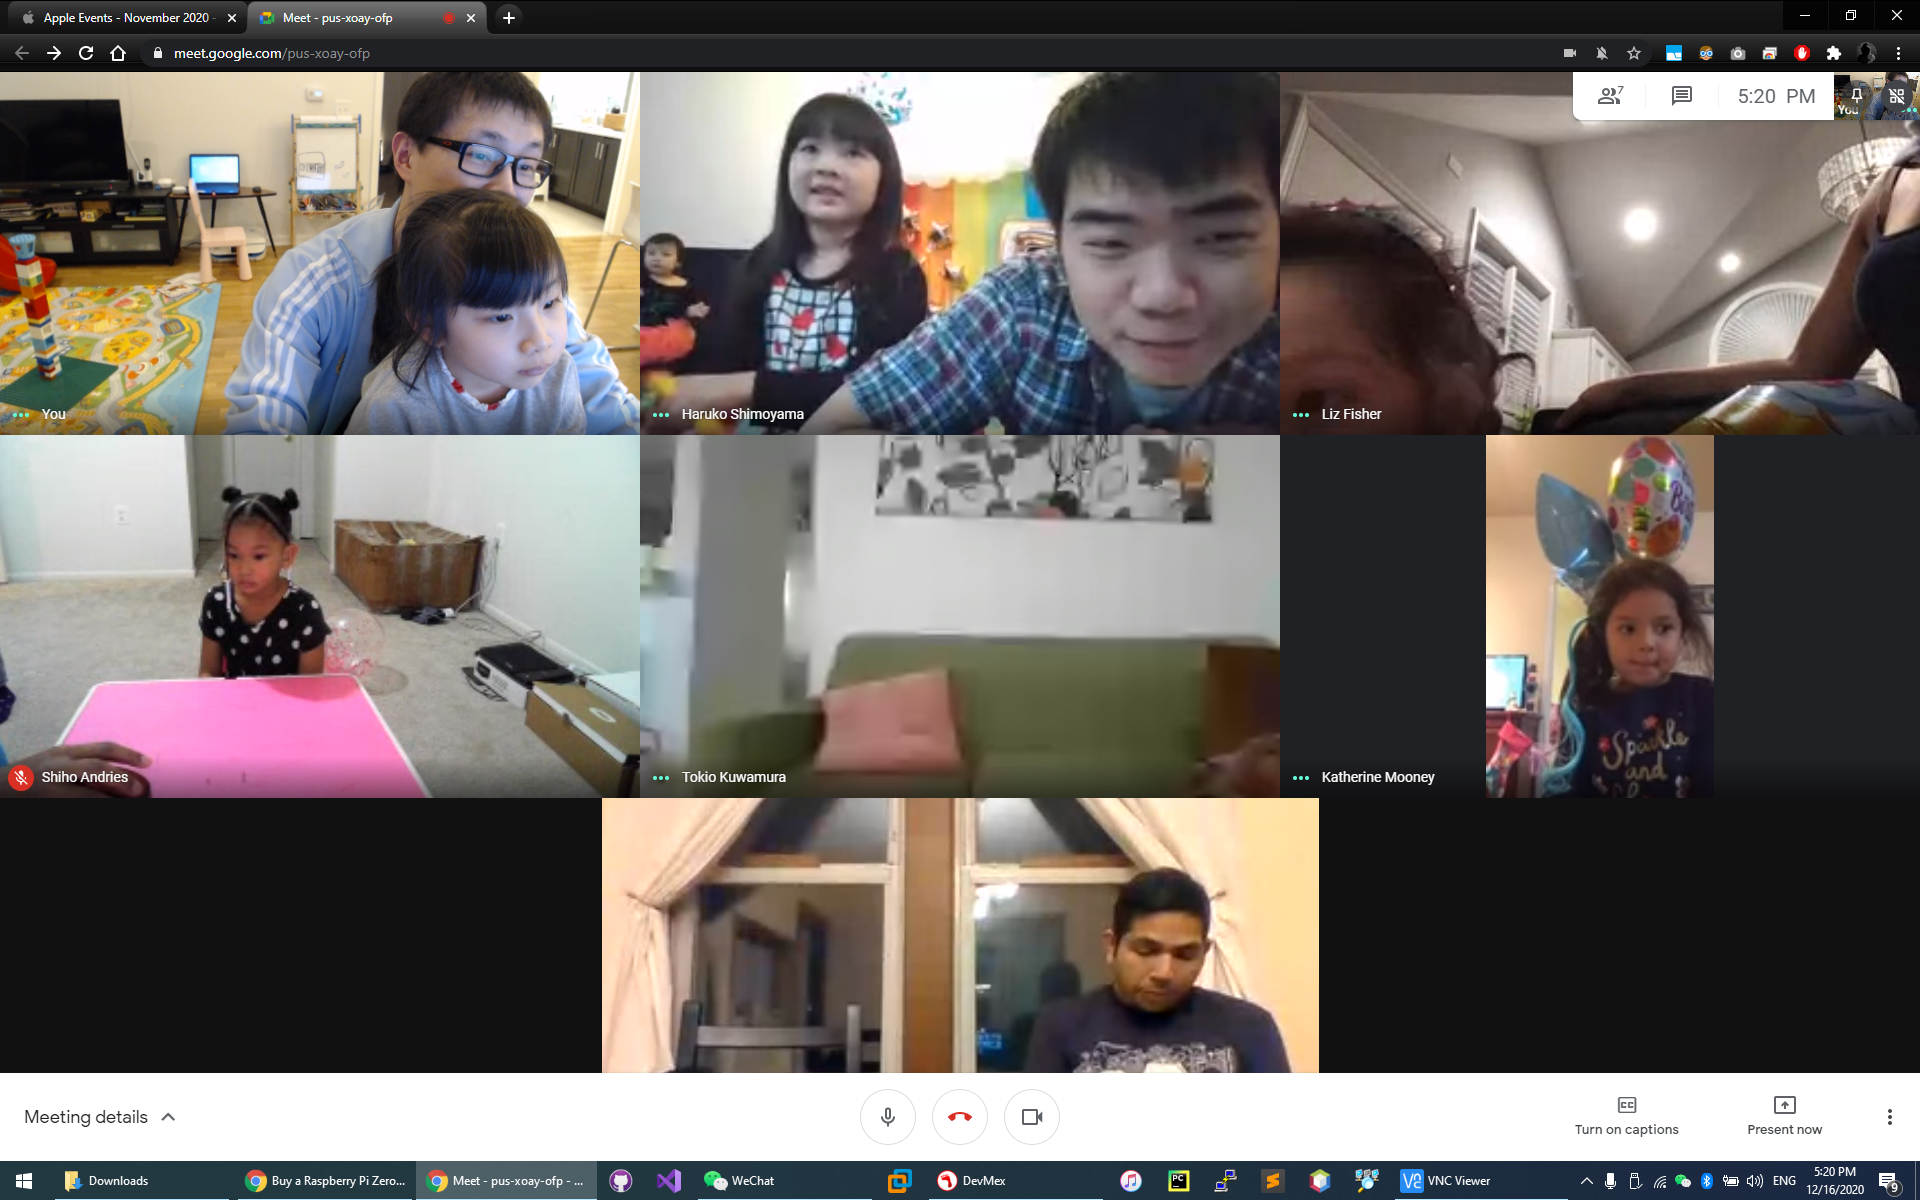 Apple Events - November 2020 -
Meet - pus-xoay-ofp
meet.google.com/pus-xoay-ofp
7
5:20 PM
You
You
Haruko Shimoyama
Liz Fisher
Shiho Andries
Tokio Kuwamura
Katherine Mooney
Sparkle
and
Meeting details
Turn on captions
Present now
Downloads
Buy a Raspberry Pi Zero...
Meet - pus-xoay-ofp - ...
WeChat
PC
DevMex
VNC Viewer
ENG
5:20 PM
12/16/2020
9